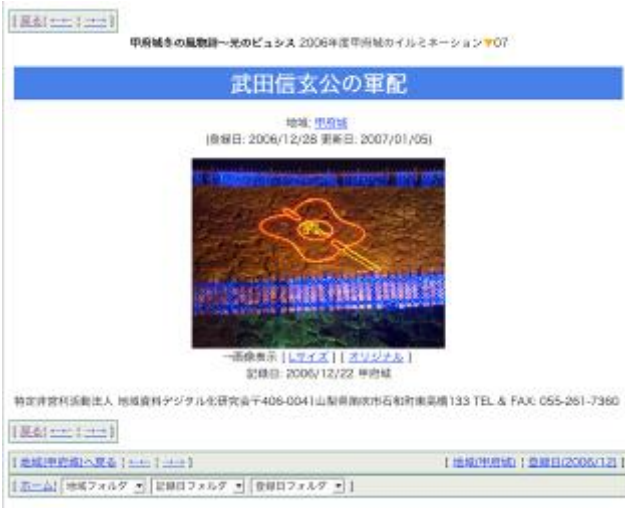 [ 戻る| ←← | →→ ]
甲府城冬の風物詩〜光のピュシス 2006年度甲府城のイルミネーション▼07
武田信玄公の軍配
地域: 甲府城
(登録日: 2006/12/28 更新日: 2007/01/05)
→画像表示 [ Lサイズ ] [ オリジナル ]
記録日: 2006/12/22 甲府城
特定非営利活動法人 地域資料デジタル化研究会〒406-0041山梨県笛吹市石和町東高橋133 TEL & FAX: 055-261-7360
[ 戻る| ←← | →→ ]
[ 地域(甲府城)へ戻る | ←← | →→ ] [ 地域(甲府城) | 登録日(2006/12) ]
[ ホーム| 地域フォルダ 記録日フォルダ 登録日フォルダ ]